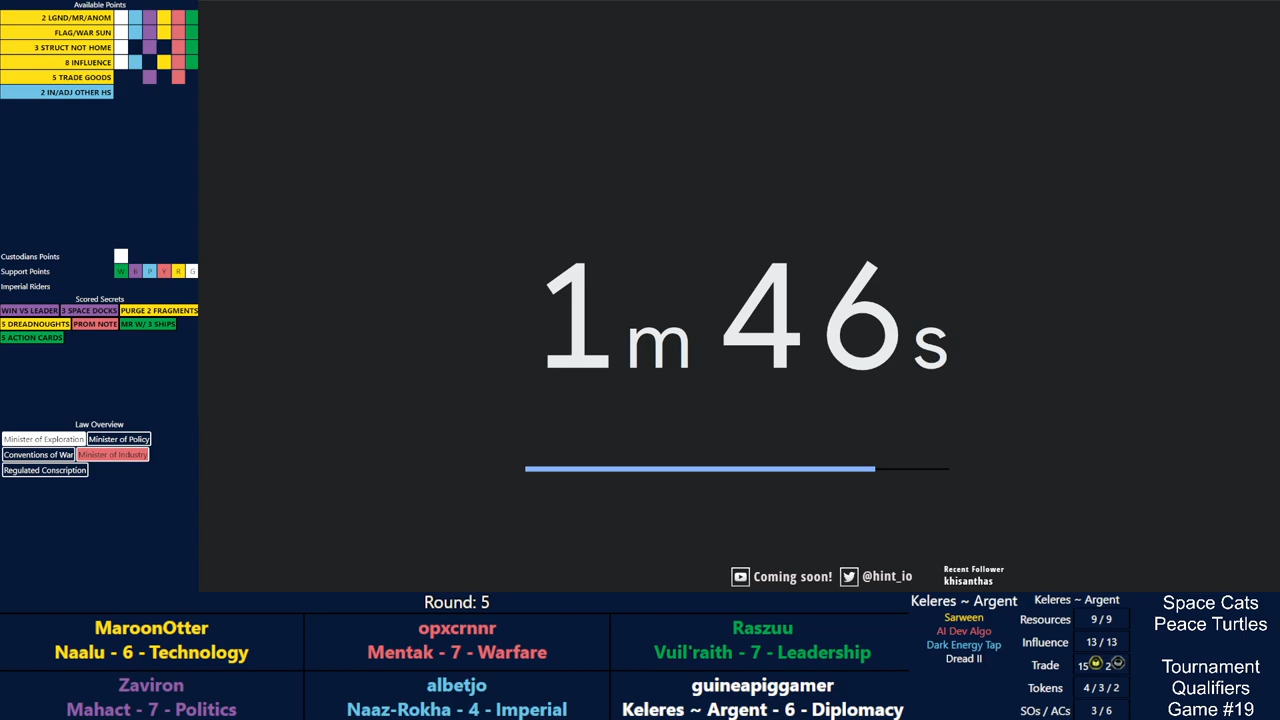 Available Points
2 LGND/MR/ANOM
FLAG/WAR SUN
3 STRUCT NOT HOME
8 INFLUENCE
5 TRADE GOODS
2 IN/ADJ OTHER HS
Custodians Points
Support Points W B P Y R G
Imperial Riders
Scored Secrets
WIN VS LEADER 3 SPACE DOCKS PURGE 2 FRAGMENTS
5 DREADNOUGHTS PROM NOTE MR W/ 3 SHIPS
5 ACTION CARDS
Law Overview
Minister of Exploration Minister of Policy
Conventions of War Minister of Industry
Regulated Conscription
1m 46s
Coming soon! @hint_io
Recent Follower
khisanthas
Round: 5
MaroonOtter
Naalu - 6 - Technology
opxcrnnr
Mentak - 7 - Warfare
Raszuu
Vuil'raith - 7 - Leadership
Zaviron
Mahact - 7 - Politics
albetjo
Naaz-Rokha - 4 - Imperial
guineapiggamer
Keleres ~ Argent - 6 - Diplomacy
Keleres ~ Argent
Sarween
AI Dev Algo
Dark Energy Tap
Dread II
Keleres ~ Argent
Resources 9 / 9
Influence 13 / 13
Trade 15 2
Tokens 4 / 3 / 2
SOs / ACs 3 / 6
Space Cats
Peace Turtles
Tournament
Qualifiers
Game #19